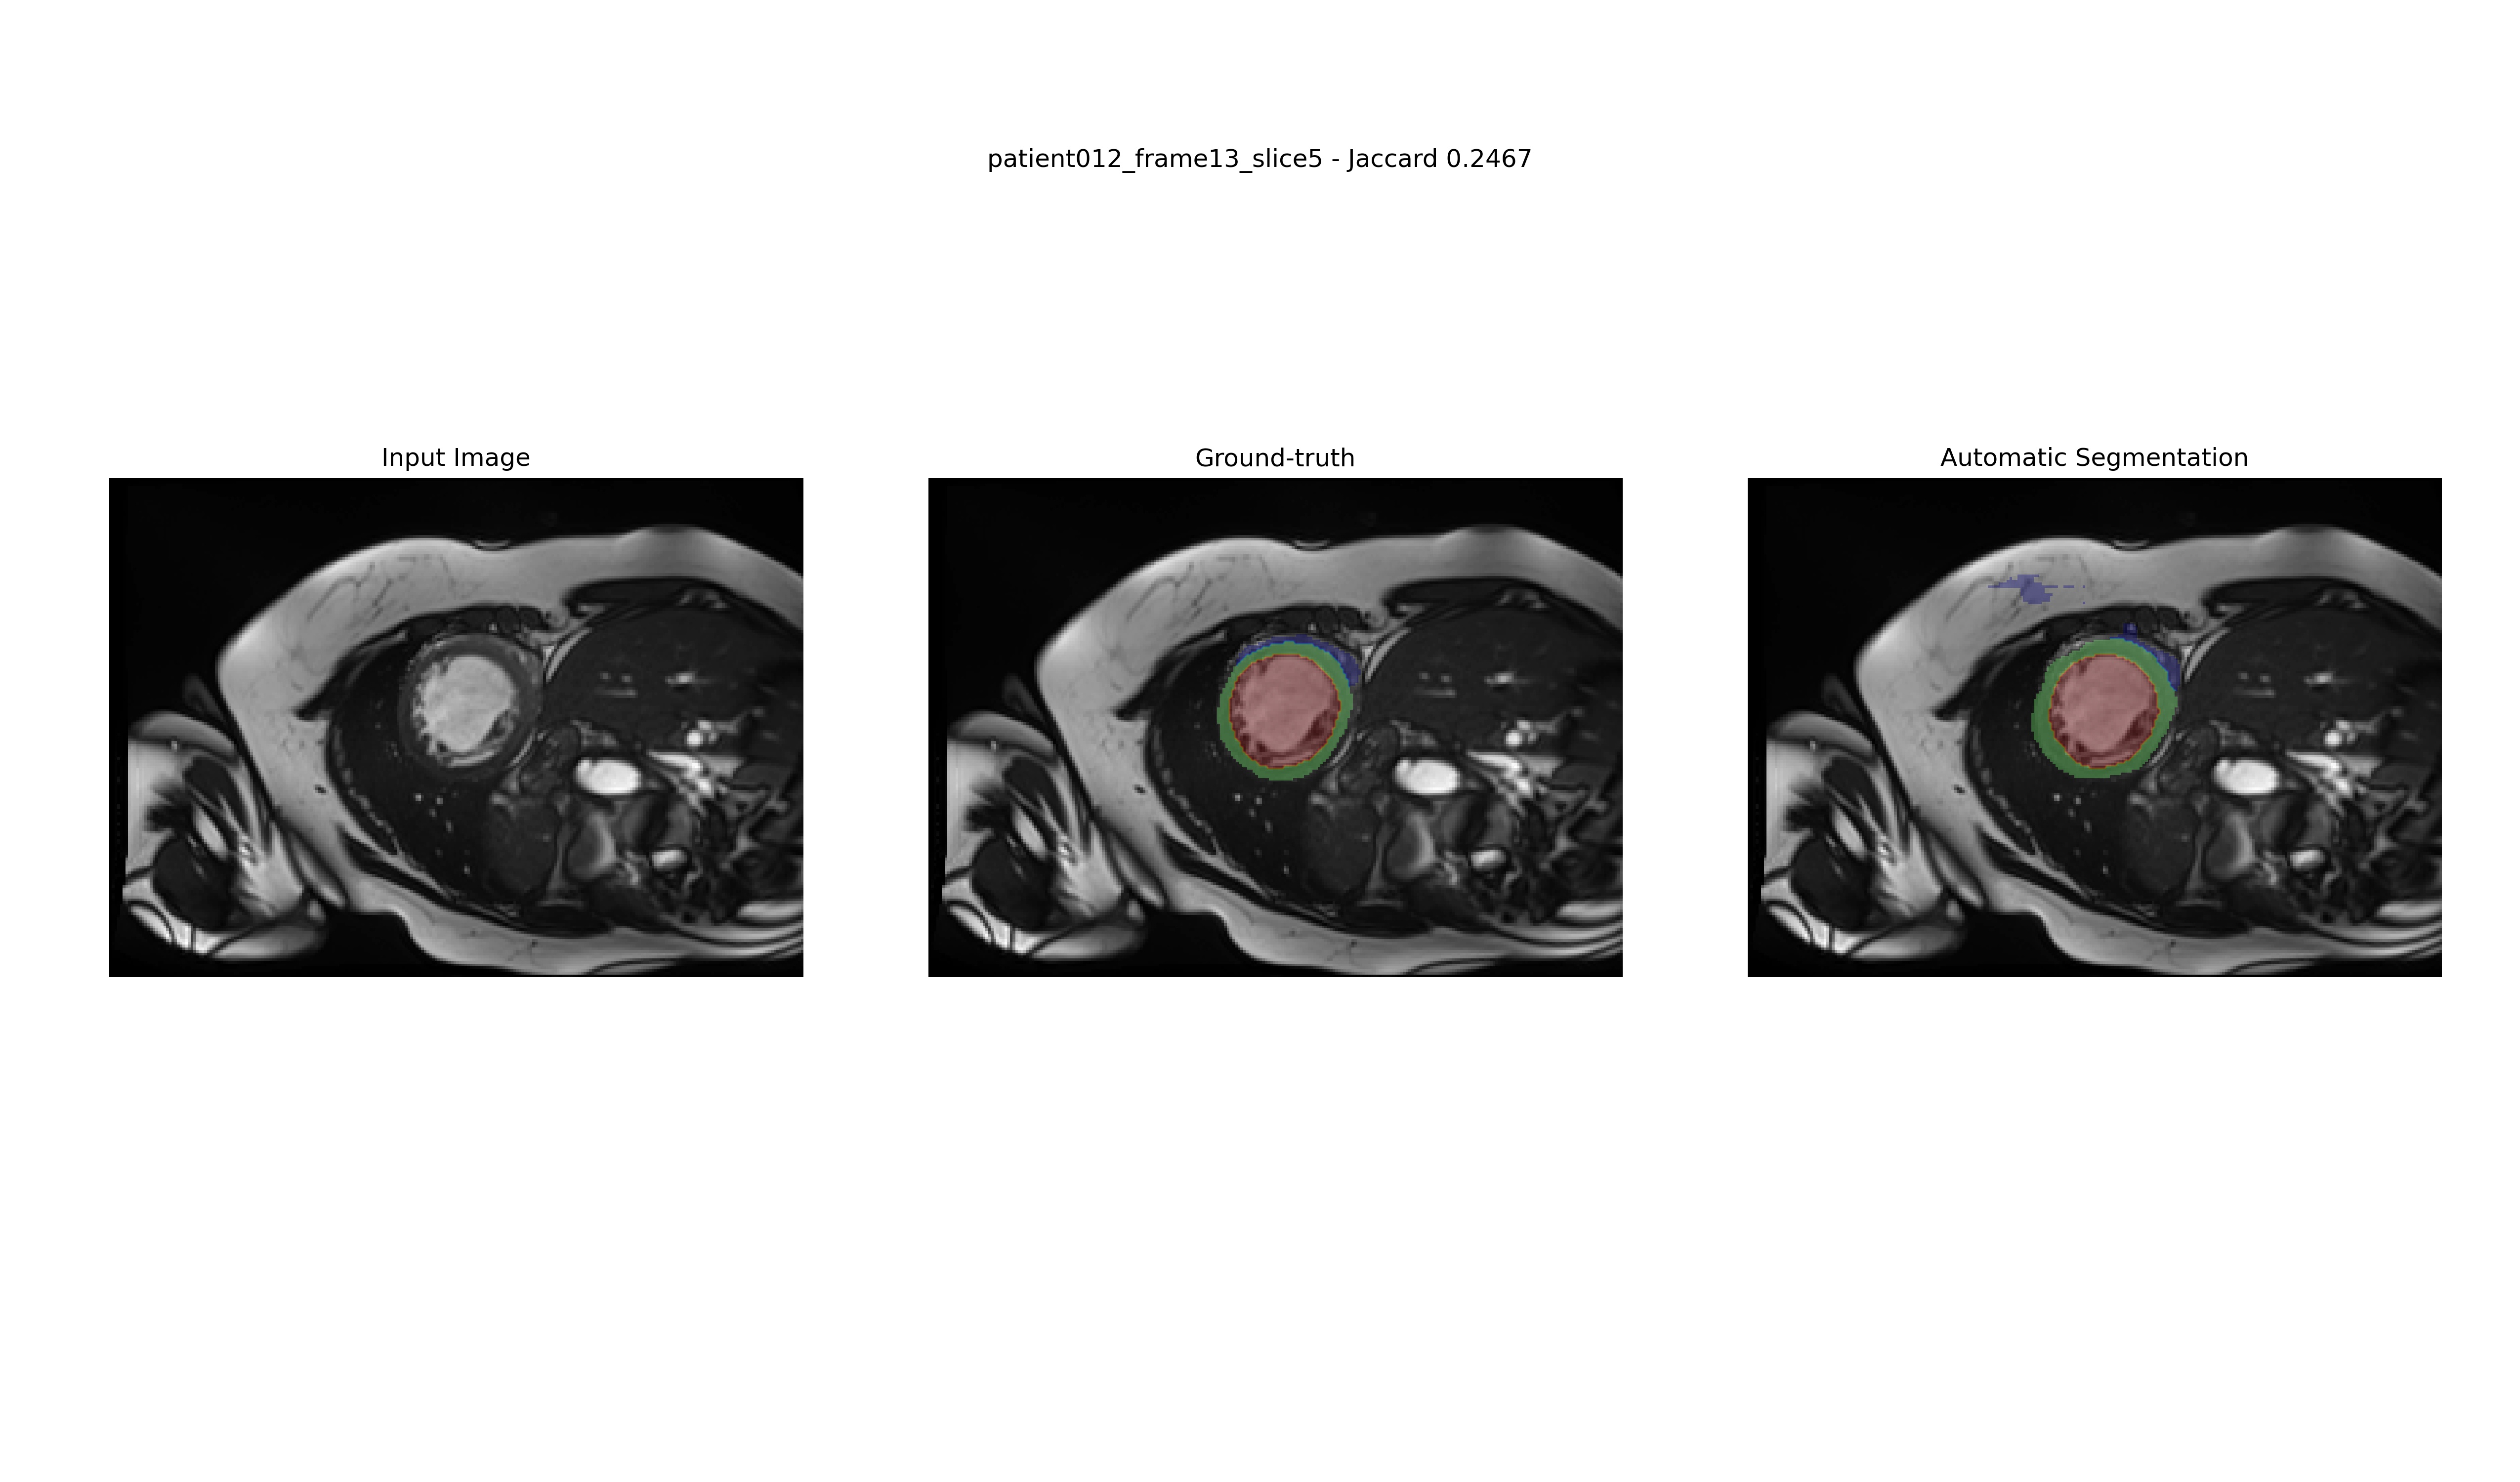 patient012_frame13_slice5 - Jaccard 0.2467
Input Image
Ground-truth
Automatic Segmentation